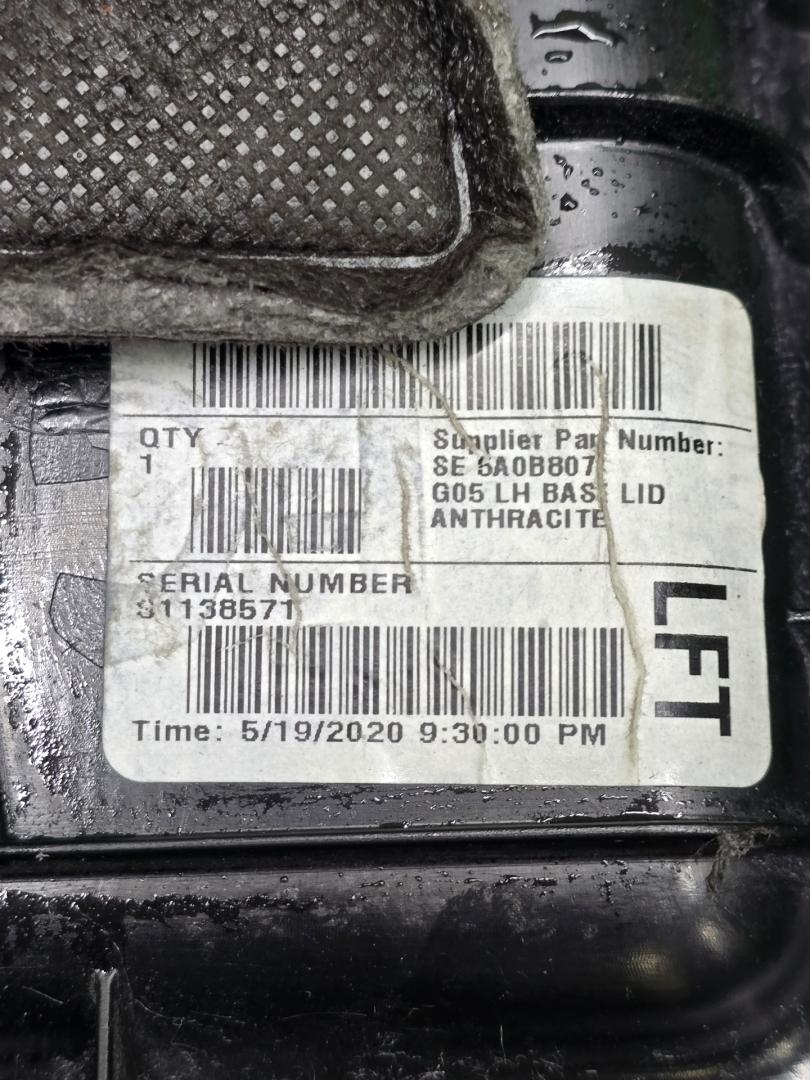 QTY
1
Supplier Part Number:
SE 5A0B807
G05 LH BASE LID
ANTHRACITE
SERIAL NUMBER
S1138571
Time: 5/19/2020 9:30:00 PM
LFT